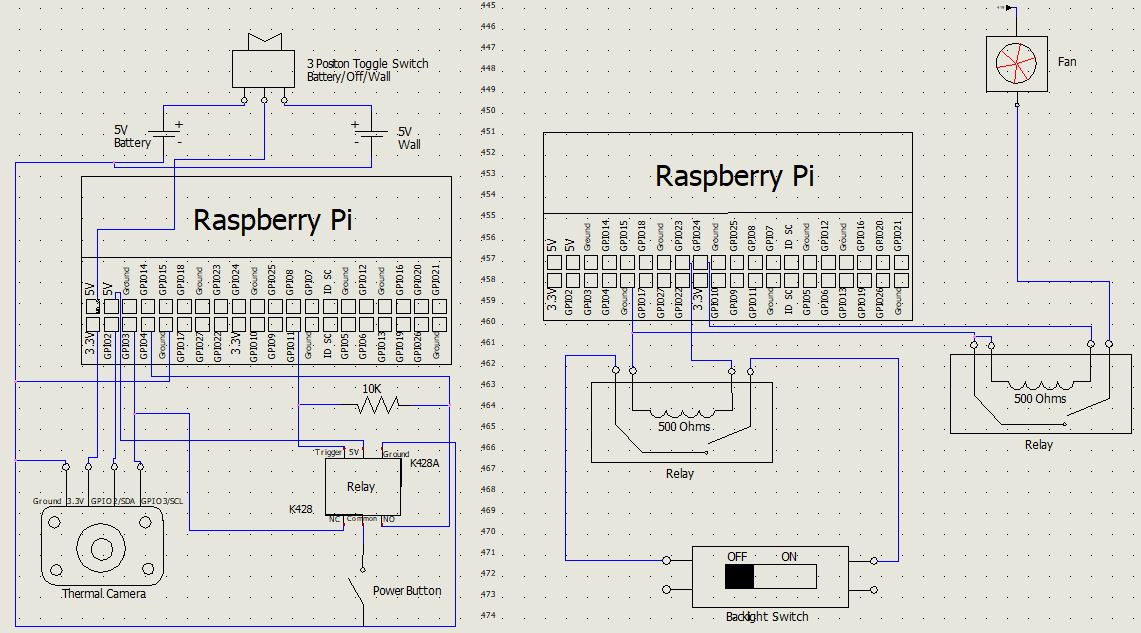 3 Positon Toggle Switch
Battery/Off/Wall
5V
Battery
+
-
+
-
5V
Wall
Raspberry Pi
5V
5V
Ground
GPIO14
GPIO15
GPIO18
Ground
GPIO23
GPIO24
Ground
GPIO25
GPIO8
GPIO7
ID SC
Ground
GPIO12
Ground
GPIO16
GPIO20
GPIO21
3.3V
GPIO2
GPIO3
GPIO4
Ground
GPIO17
GPIO27
GPIO22
3.3V
GPIO10
GPIO9
GPIO11
Ground
ID SC
GPIO5
GPIO6
GPIO13
GPIO19
GPIO26
Ground
10K
Trigger
5V
Ground
K428A
Relay
K428
NC
Common
NO
Ground
3.3V
GPIO2/SDA
GPIO3/SCL
Thermal Camera
Power Button
445
446
447
448
449
450
451
452
453
454
455
456
457
458
459
460
461
462
463
464
465
466
467
468
469
470
471
472
473
474
Fan
Raspberry Pi
5V
5V
Ground
GPIO14
GPIO15
GPIO18
Ground
GPIO23
GPIO24
Ground
GPIO25
GPIO8
GPIO7
ID SC
Ground
GPIO12
Ground
GPIO16
GPIO20
GPIO21
3.3V
GPIO2
GPIO3
GPIO4
Ground
GPIO17
GPIO27
GPIO22
3.3V
GPIO10
GPIO9
GPIO11
Ground
ID SC
GPIO5
GPIO6
GPIO13
GPIO19
GPIO26
Ground
500 Ohms
Relay
500 Ohms
Relay
OFF
ON
Backlight Switch